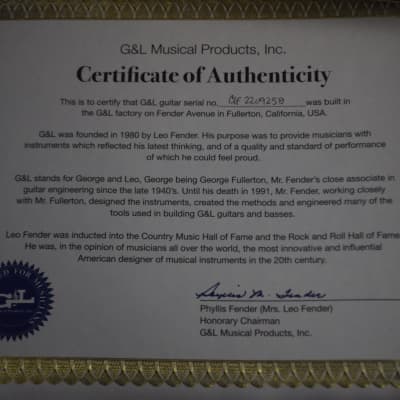 G&L Musical Products, Inc.
Certificate of Authenticity
This is to certify that G&L guitar serial no. CLF 2209258 was built in
the G&L factory on Fender Avenue in Fullerton, California, USA.
G&L was founded in 1980 by Leo Fender. His purpose was to provide musicians with
instruments which reflected his latest thinking, and of a quality and standard of performance
of which he could feel proud.
G&L stands for George and Leo, George being George Fullerton, Mr. Fender's close associate in
guitar engineering since the late 1940's. Until his death in 1991, Mr. Fender, working closely
with Mr. Fullerton, designed the instruments, created the methods and engineered many of the
tools used in building G&L guitars and basses.
Leo Fender was inducted into the Country Music Hall of Fame and the Rock and Roll Hall of Fame.
He was, in the opinion of musicians all over the world, the most innovative and influential
American designer of musical instruments in the 20th century.
G&L
Phyllis M. Fender
Phyllis Fender (Mrs. Leo Fender)
Honorary Chairman
G&L Musical Products, Inc.